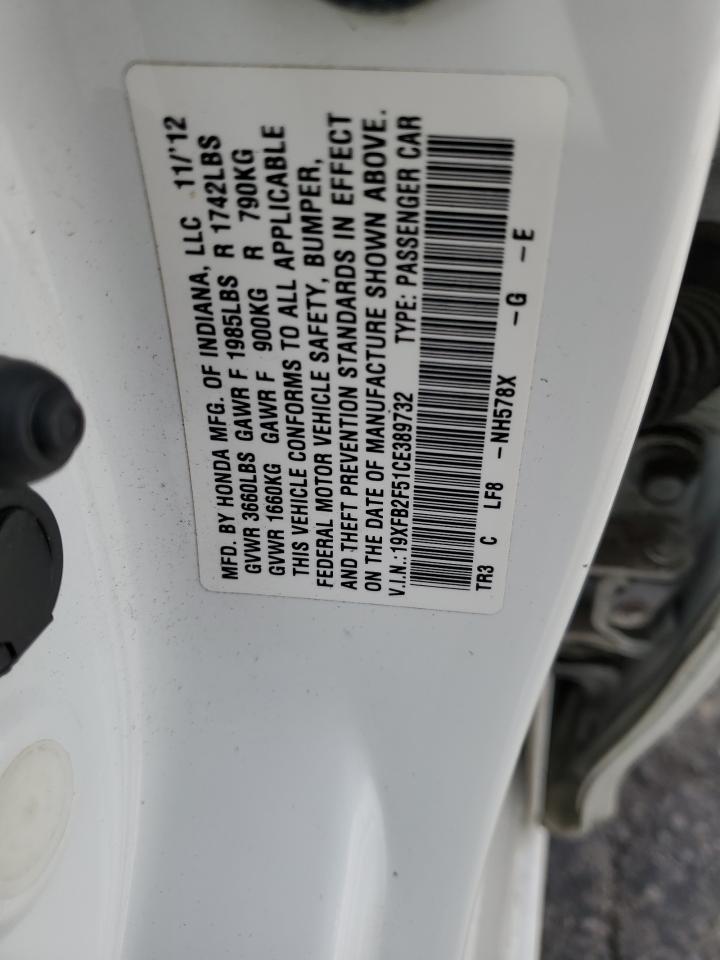 MFD. BY HONDA MFG. OF INDIANA, LLC 11/'12
GVWR 3660LBS GAWR F 1985LBS R 1742LBS
GVWR 1660KG GAWR F 900KG R 790KG
THIS VEHICLE CONFORMS TO ALL APPLICABLE
FEDERAL MOTOR VEHICLE SAFETY, BUMPER,
AND THEFT PREVENTION STANDARDS IN EFFECT
ON THE DATE OF MANUFACTURE SHOWN ABOVE.
V.I.N.:19XFB2F51CE389732 TYPE: PASSENGER CAR
TR3 C LF8 -NH578X -G -E